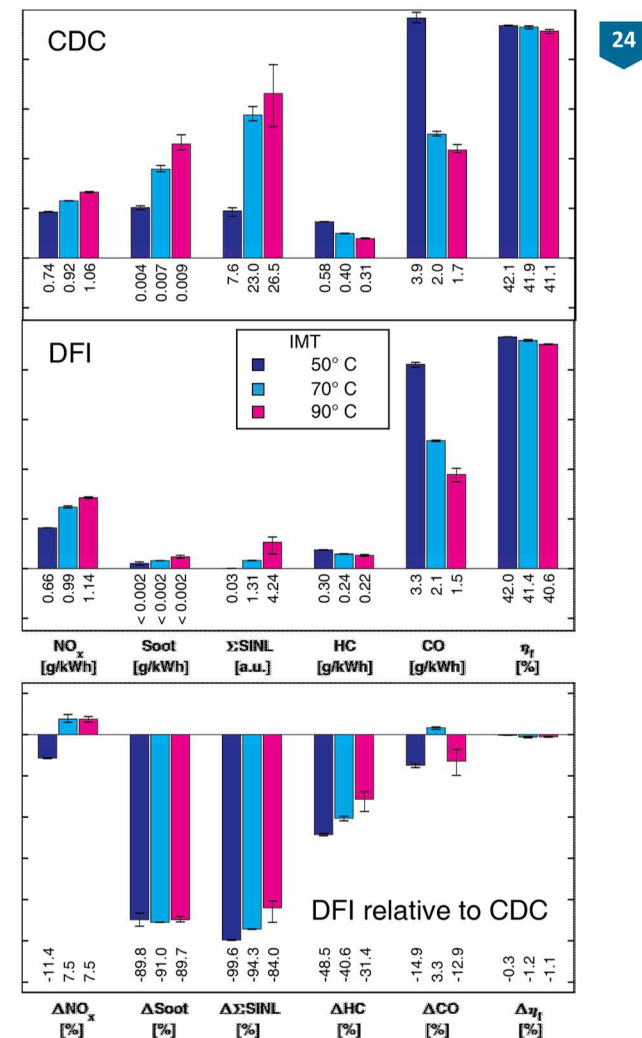 CDC
24
0.74 0.92 1.06 0.004 0.007 0.009 7.6 23.0 26.5 0.58 0.40 0.31 3.9 2.0 1.7 42.1 41.9 41.1
DFI
IMT
50° C
70° C
90° C
0.66 0.99 1.14 < 0.002 < 0.002 < 0.002 0.03 1.31 4.24 0.30 0.24 0.22 3.3 2.1 1.5 42.0 41.4 40.6
NOx Soot ΣSINL HC CO ηf
[g/kWh] [g/kWh] [a.u.] [g/kWh] [g/kWh] [%]
DFI relative to CDC
-11.4 7.5 7.5 -89.8 -91.0 -89.7 -99.6 -94.3 -84.0 -48.5 -40.6 -31.4 -14.9 3.3 -12.9 -0.3 -1.2 -1.1
ΔNOx ΔSoot ΔΣSINL ΔHC ΔCO Δηf
[%] [%] [%] [%] [%] [%]